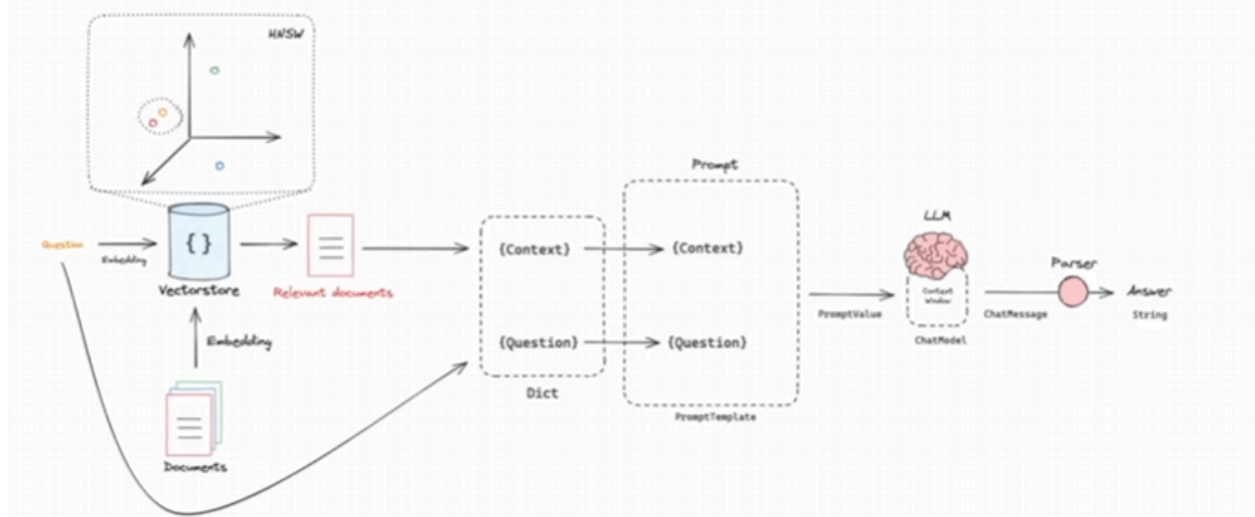 HNSW
Question
Embedding
{}
Vectorstore
Relevant documents
Embedding
Documents
{Context}
{Question}
Dict
Prompt
{Context}
{Question}
PromptTemplate
PromptValue
LLM
Context
Window
ChatModel
ChatMessage
Parser
Answer
String